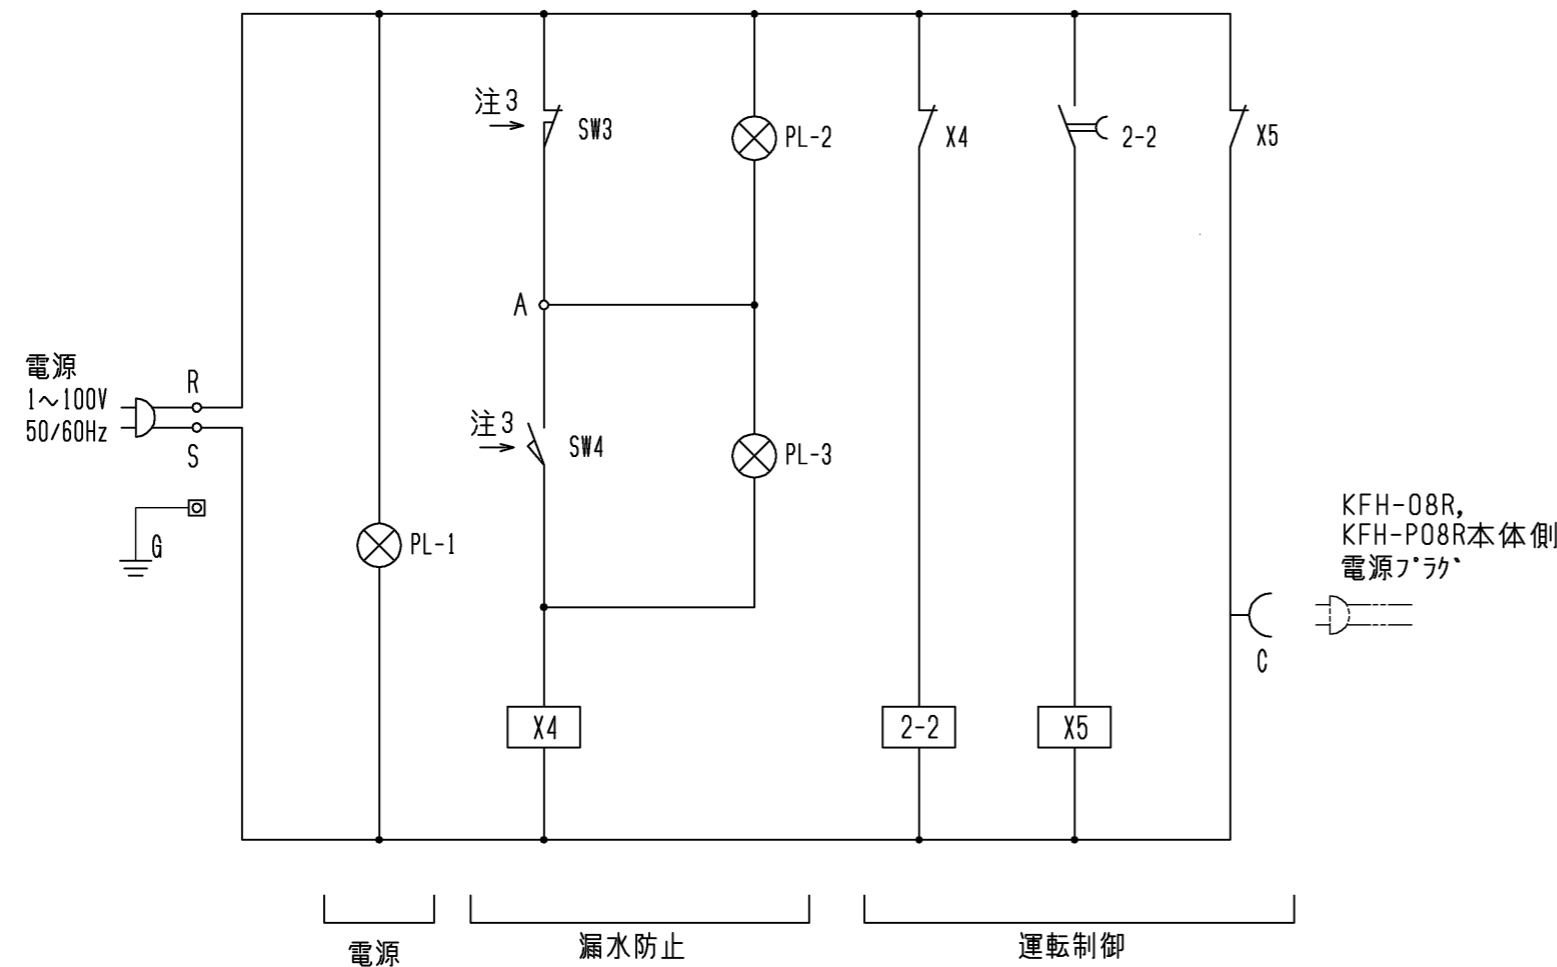 注3
SW3
PL-2
X4
2-2
X5
A
電源
1～100V
50/60Hz
R
S
G
注3
SW4
PL-3
PL-1
KFH-08R,
KFH-P08R本体側
電源ﾌﾟﾗｸﾞ
C
X4
2-2
X5
電源
漏水防止
運転制御